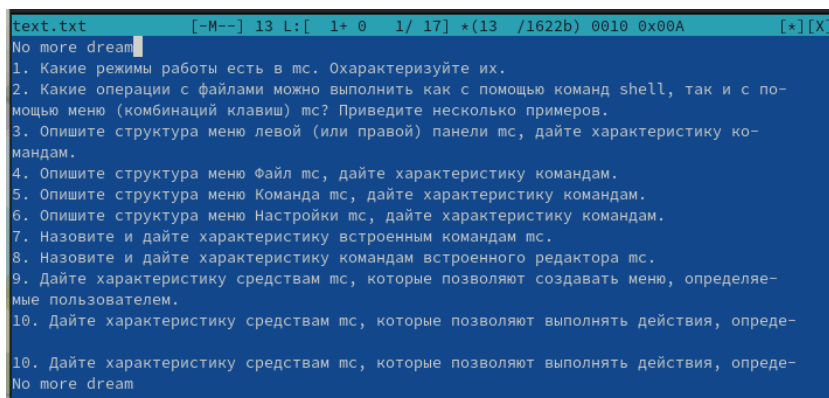 text.txt [-M--] 13 L:[ 1+ 0 1/ 17] *(13 /1622b) 0010 0x00A [*][X]
No more dream
1. Какие режимы работы есть в mc. Охарактеризуйте их.
2. Какие операции с файлами можно выполнить как с помощью команд shell, так и с по-
мощью меню (комбинаций клавиш) mc? Приведите несколько примеров.
3. Опишите структура меню левой (или правой) панели mc, дайте характеристику ко-
мандам.
4. Опишите структура меню Файл mc, дайте характеристику командам.
5. Опишите структура меню Команда mc, дайте характеристику командам.
6. Опишите структура меню Настройки mc, дайте характеристику командам.
7. Назовите и дайте характеристику встроенным командам mc.
8. Назовите и дайте характеристику командам встроенного редактора mc.
9. Дайте характеристику средствам mc, которые позволяют создавать меню, определяе-
мые пользователем.
10. Дайте характеристику средствам mc, которые позволяют выполнять действия, опреде-
10. Дайте характеристику средствам mc, которые позволяют выполнять действия, опреде-
No more dream